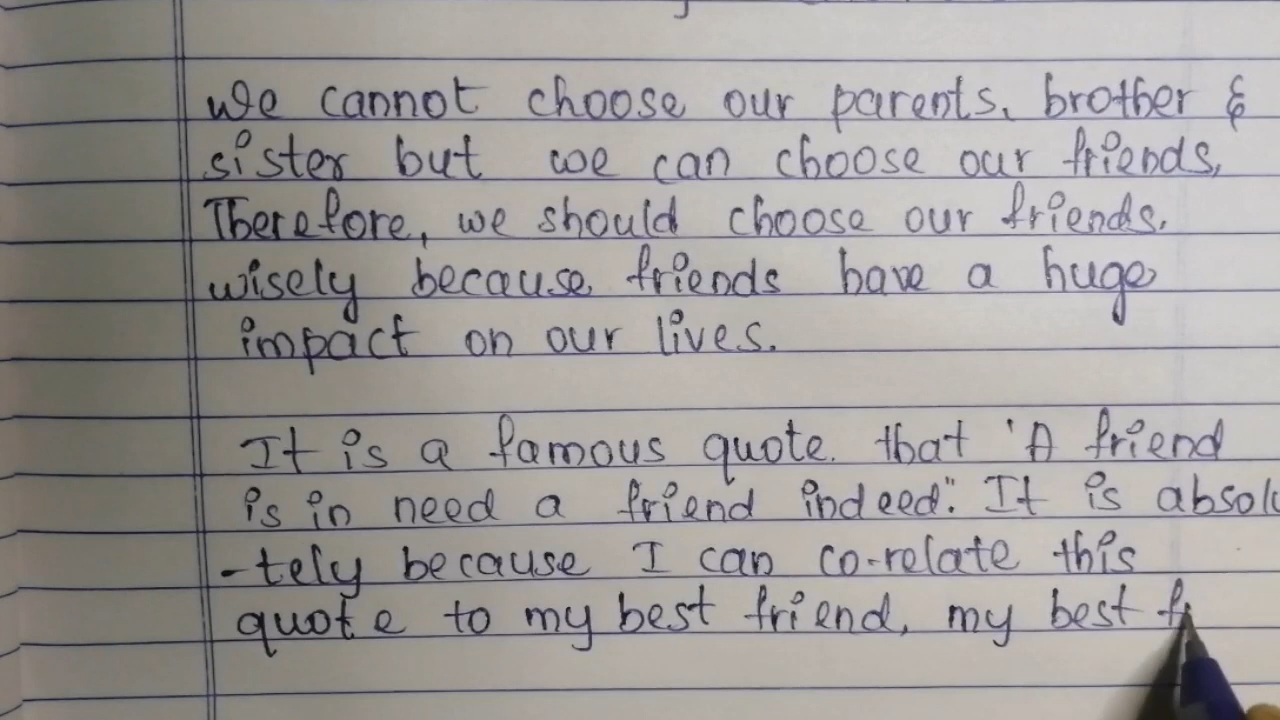 We cannot choose our parents, brother &
sister but we can choose our friends,
Therefore, we should choose our friends.
wisely because friends have a huge
impact on our lives.
It is a famous quote. that 'A friend
is in need a friend indeed". It is absolu
-tely because I can co-relate this
quote to my best friend, my best f